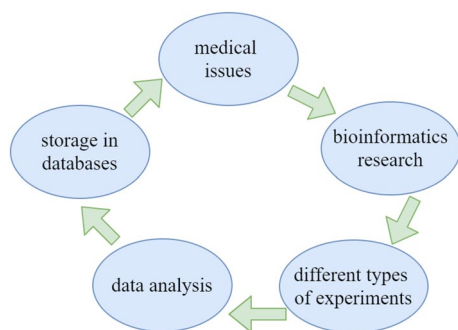 medical
issues
bioinformatics
research
different types
of experiments
data analysis
storage in
databases